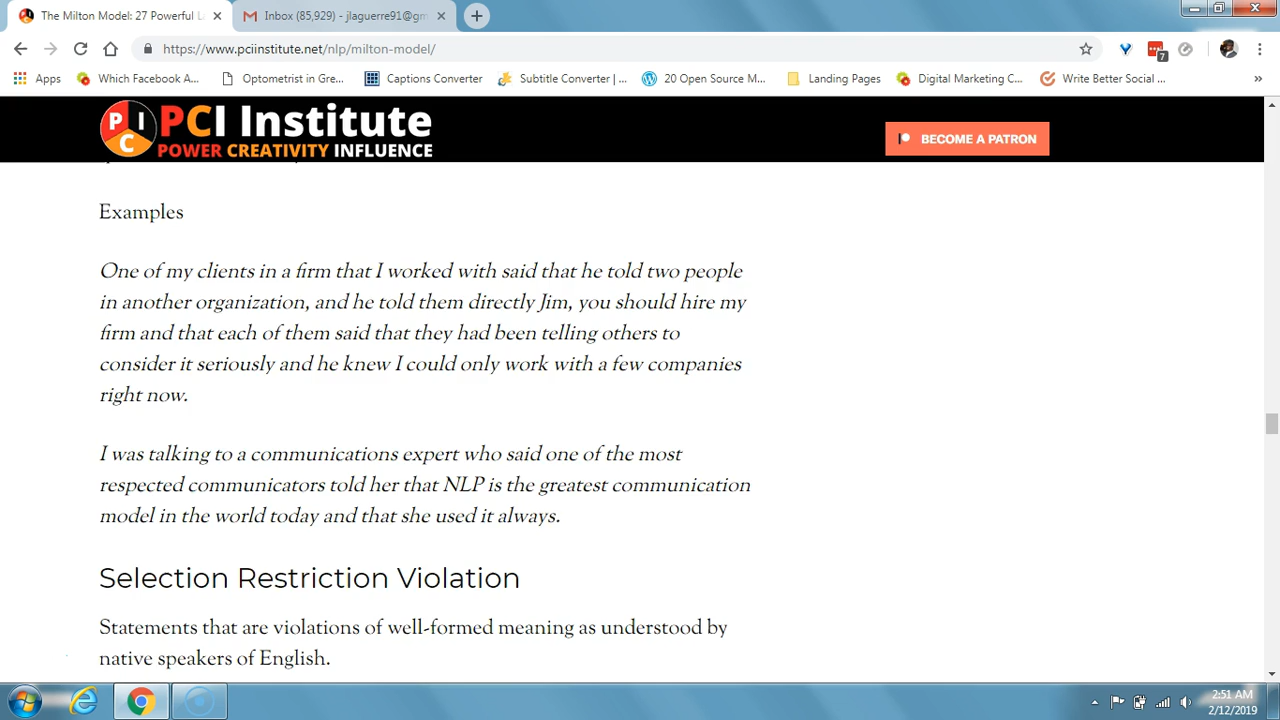 The Milton Model: 27 Powerful L
Inbox (85,929) - jlaguerre91@gm
https://www.pciinstitute.net/nlp/milton-model/
7
Apps
Which Facebook A...
Optometrist in Gre...
Captions Converter
Subtitle Converter | ...
20 Open Source M...
Landing Pages
Digital Marketing C...
Write Better Social ...
»
P I C
PCI Institute
POWER CREATIVITY INFLUENCE
BECOME A PATRON
Examples
One of my clients in a firm that I worked with said that he told two people
in another organization, and he told them directly Jim, you should hire my
firm and that each of them said that they had been telling others to
consider it seriously and he knew I could only work with a few companies
right now.
I was talking to a communications expert who said one of the most
respected communicators told her that NLP is the greatest communication
model in the world today and that she used it always.
Selection Restriction Violation
Statements that are violations of well-formed meaning as understood by
native speakers of English.
2:51 AM
2/12/2019